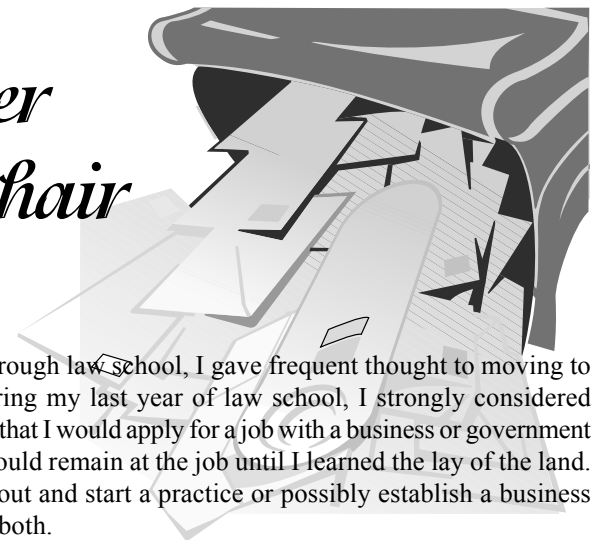 er
hair
rough law school, I gave frequent thought to moving to
ring my last year of law school, I strongly considered
that I would apply for a job with a business or government
ould remain at the job until I learned the lay of the land.
out and start a practice or possibly establish a business
both.